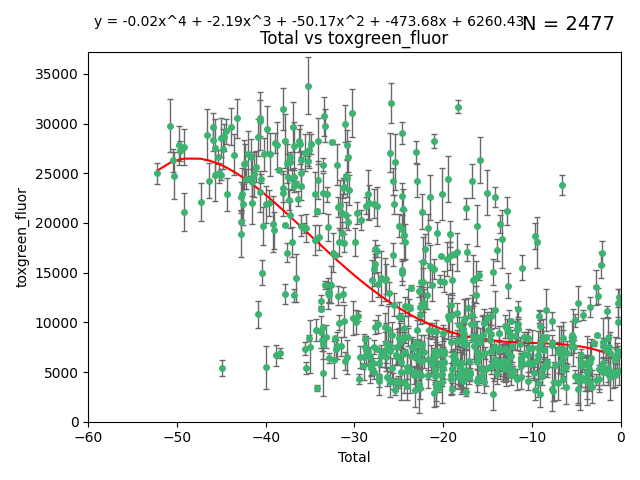 y = -0.02x^4 + -2.19x^3 + -50.17x^2 + -473.68x + 6260.43
N = 2477
Total vs toxgreen_fluor
35000
30000
25000
20000
15000
10000
5000
0
toxgreen_fluor
−60 −50 −40 −30 −20 −10 0
Total